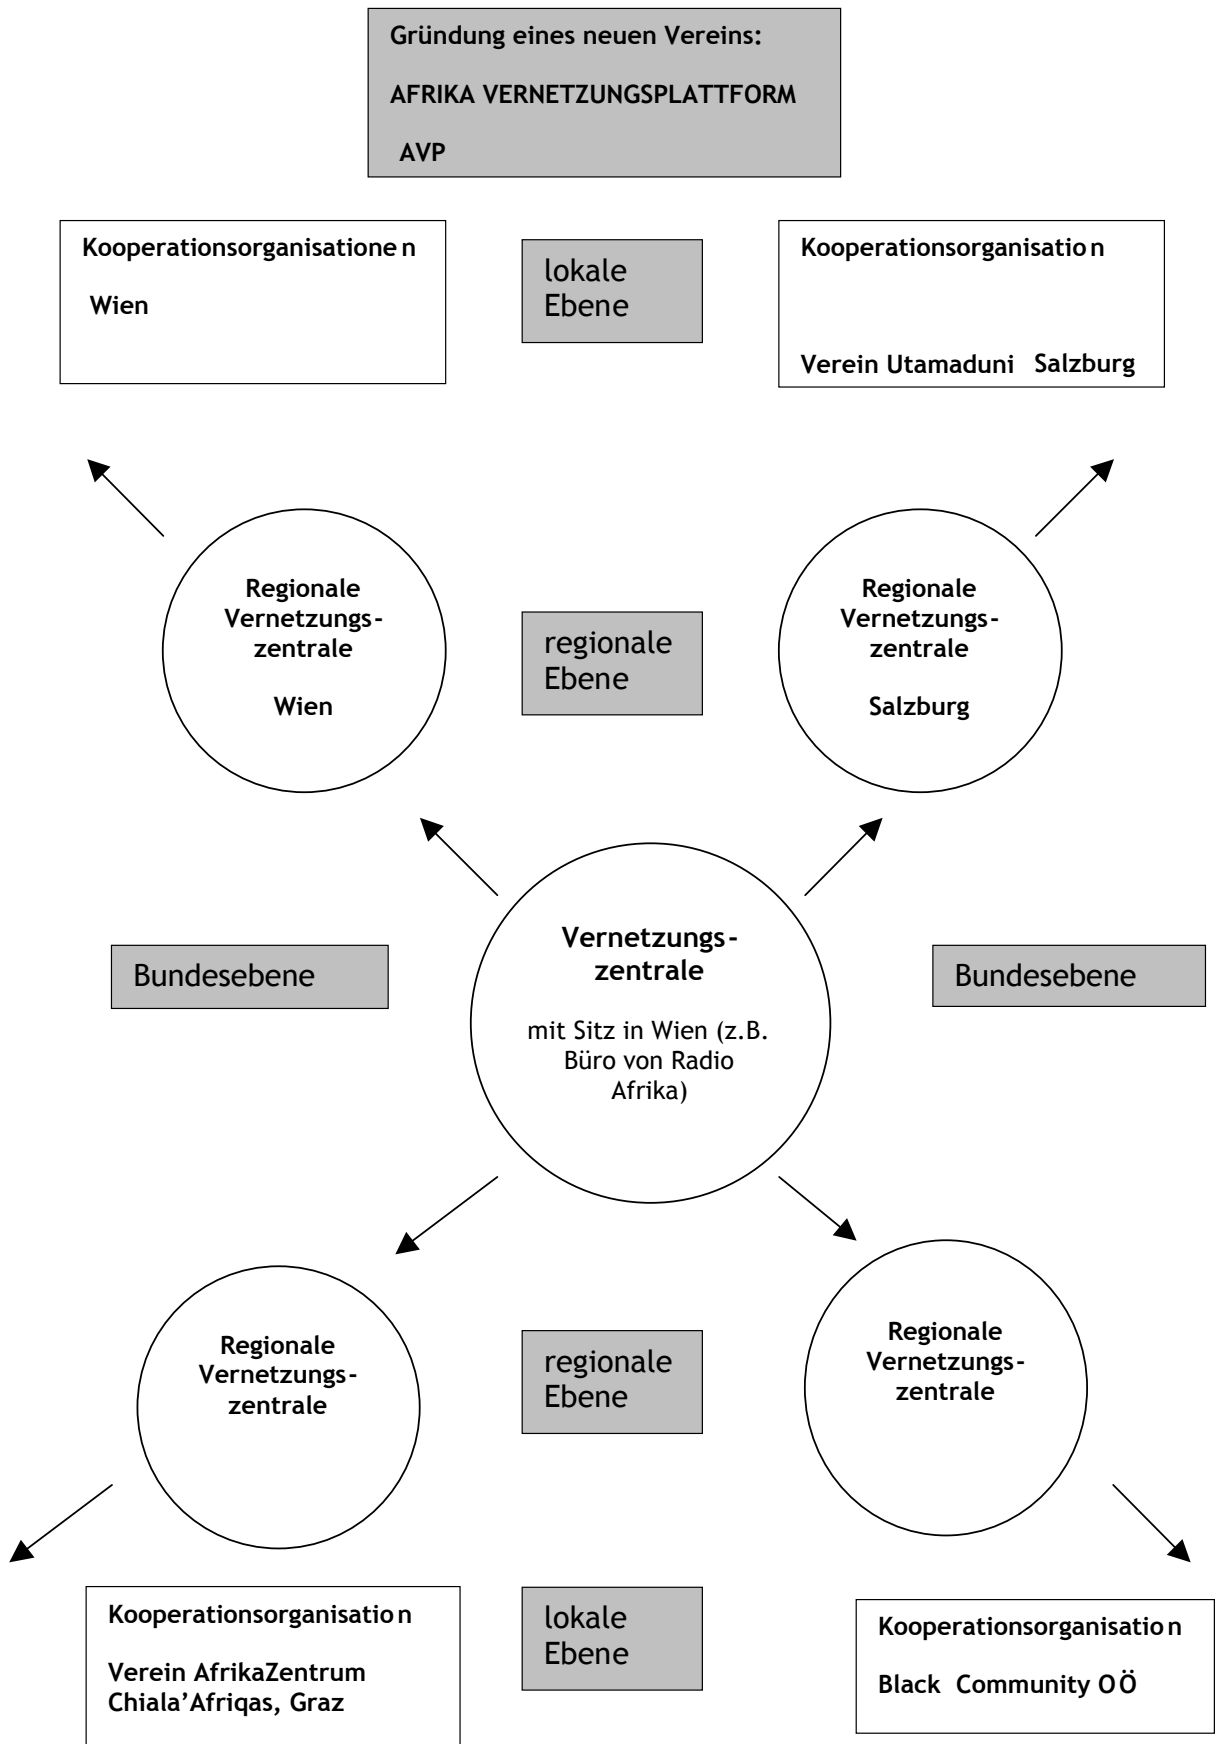 Gründung eines neuen Vereins:
AFRIKA VERNETZUNGSPLATTFORM
AVP
Kooperationsorganisationen
Wien
lokale
Ebene
Kooperationsorganisation
Verein Utamaduni Salzburg
Regionale
Vernetzungs-
zentrale
Wien
regionale
Ebene
Regionale
Vernetzungs-
zentrale
Salzburg
Bundesebene
Vernetzungs-
zentrale
mit Sitz in Wien (z.B.
Büro von Radio
Afrika)
Bundesebene
Regionale
Vernetzungs-
zentrale
regionale
Ebene
Regionale
Vernetzungs-
zentrale
Kooperationsorganisation
Verein AfrikaZentrum
Chiala’Afriqas, Graz
lokale
Ebene
Kooperationsorganisation
Black Community OÖ